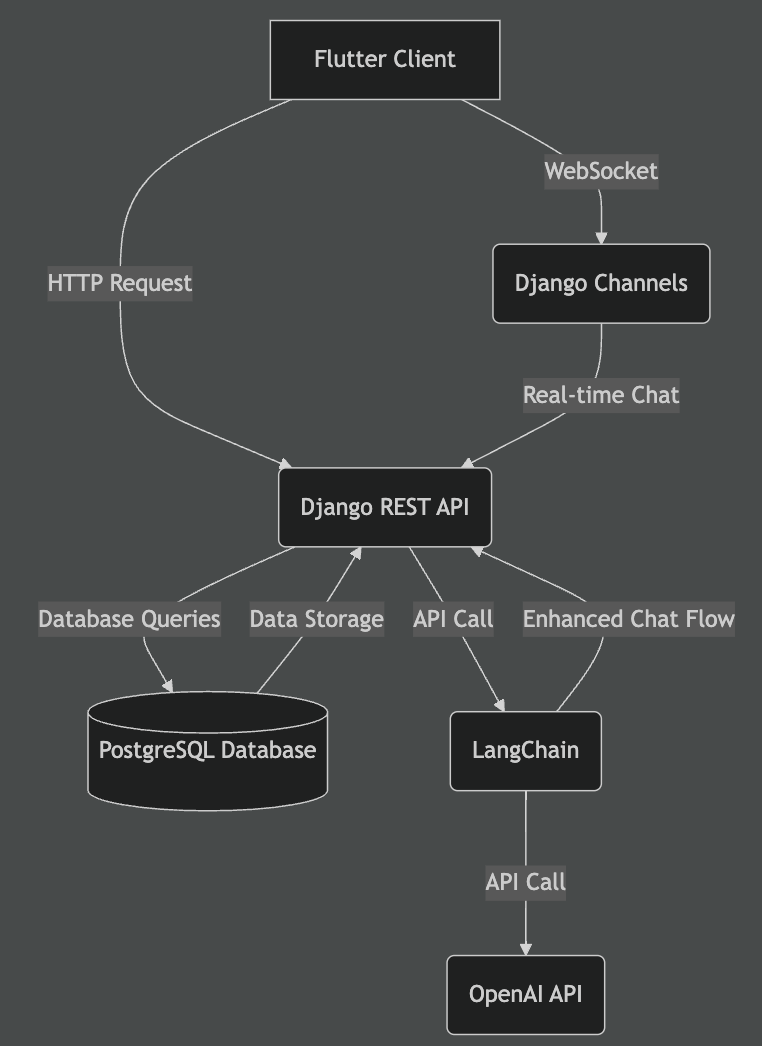 Flutter Client
WebSocket
HTTP Request
Django Channels
Real-time Chat
Django REST API
Database Queries
Data Storage
API Call
Enhanced Chat Flow
PostgreSQL Database
LangChain
API Call
OpenAI API